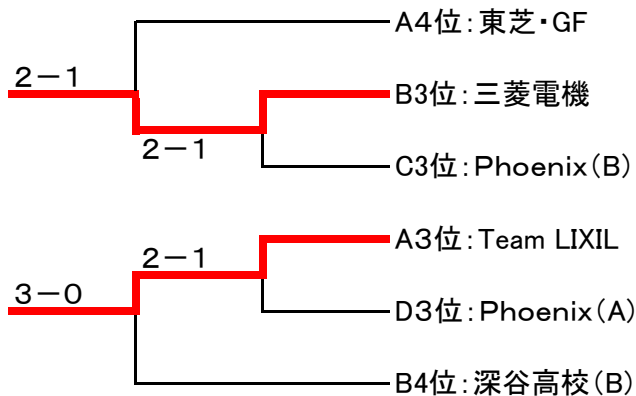 A4位：東芝・GF
2－1
B3位：三菱電機
2－1
C3位：Phoenix（B）
A3位：Team LIXIL
2－1
3－0
D3位：Phoenix（A）
B4位：深谷高校（B）